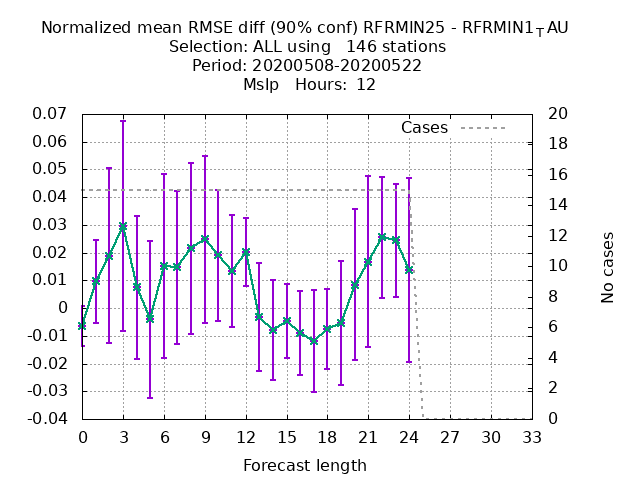 Normalized mean RMSE diff (90% conf) RFRMIN25 - RFRMIN1TAU
Selection: ALL using 146 stations
Period: 20200508-20200522
Mslp Hours: 12
Cases
0.07
0.06
0.05
0.04
0.03
0.02
0.01
0
-0.01
-0.02
-0.03
-0.04
20
18
16
14
12
10
8
6
4
2
0
No cases
0 3 6 9 12 15 18 21 24 27 30 33
Forecast length